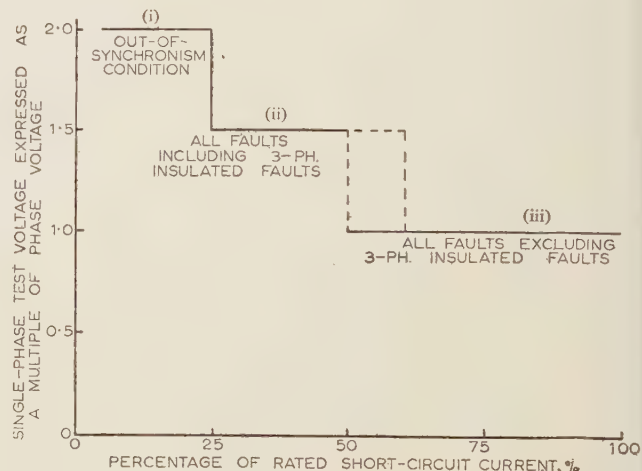 SINGLE-PHASE TEST VOLTAGE EXPRESSED AS
A MULTIPLE OF PHASE VOLTAGE
2·0
1·5
1·0
0·5
0
(i)
OUT-OF-
SYNCHRONISM
CONDITION
(ii)
ALL FAULTS
INCLUDING 3-PH.
INSULATED FAULTS
(iii)
ALL FAULTS EXCLUDING
3-PH. INSULATED FAULTS
0 25 50 75 100
PERCENTAGE OF RATED SHORT-CIRCUIT CURRENT, %